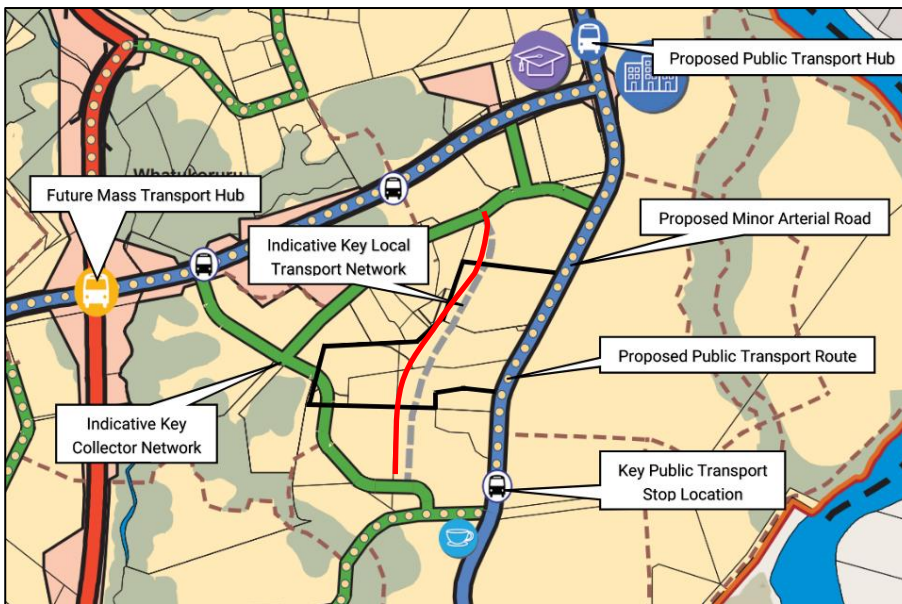 Proposed Public Transport Hub
Whatukoruru
Future Mass Transport Hub
Proposed Minor Arterial Road
Indicative Key Local
Transport Network
Proposed Public Transport Route
Indicative Key
Collector Network
Key Public Transport
Stop Location